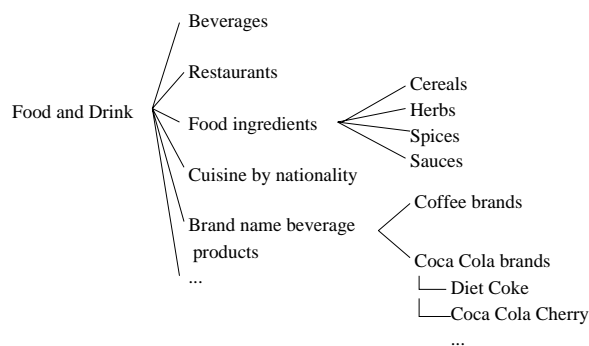 Food and Drink
Beverages
Restaurants
Food ingredients
Cereals
Herbs
Spices
Sauces
Cuisine by nationality
Brand name beverage
products
Coffee brands
Coca Cola brands
Diet Coke
Coca Cola Cherry
...
...